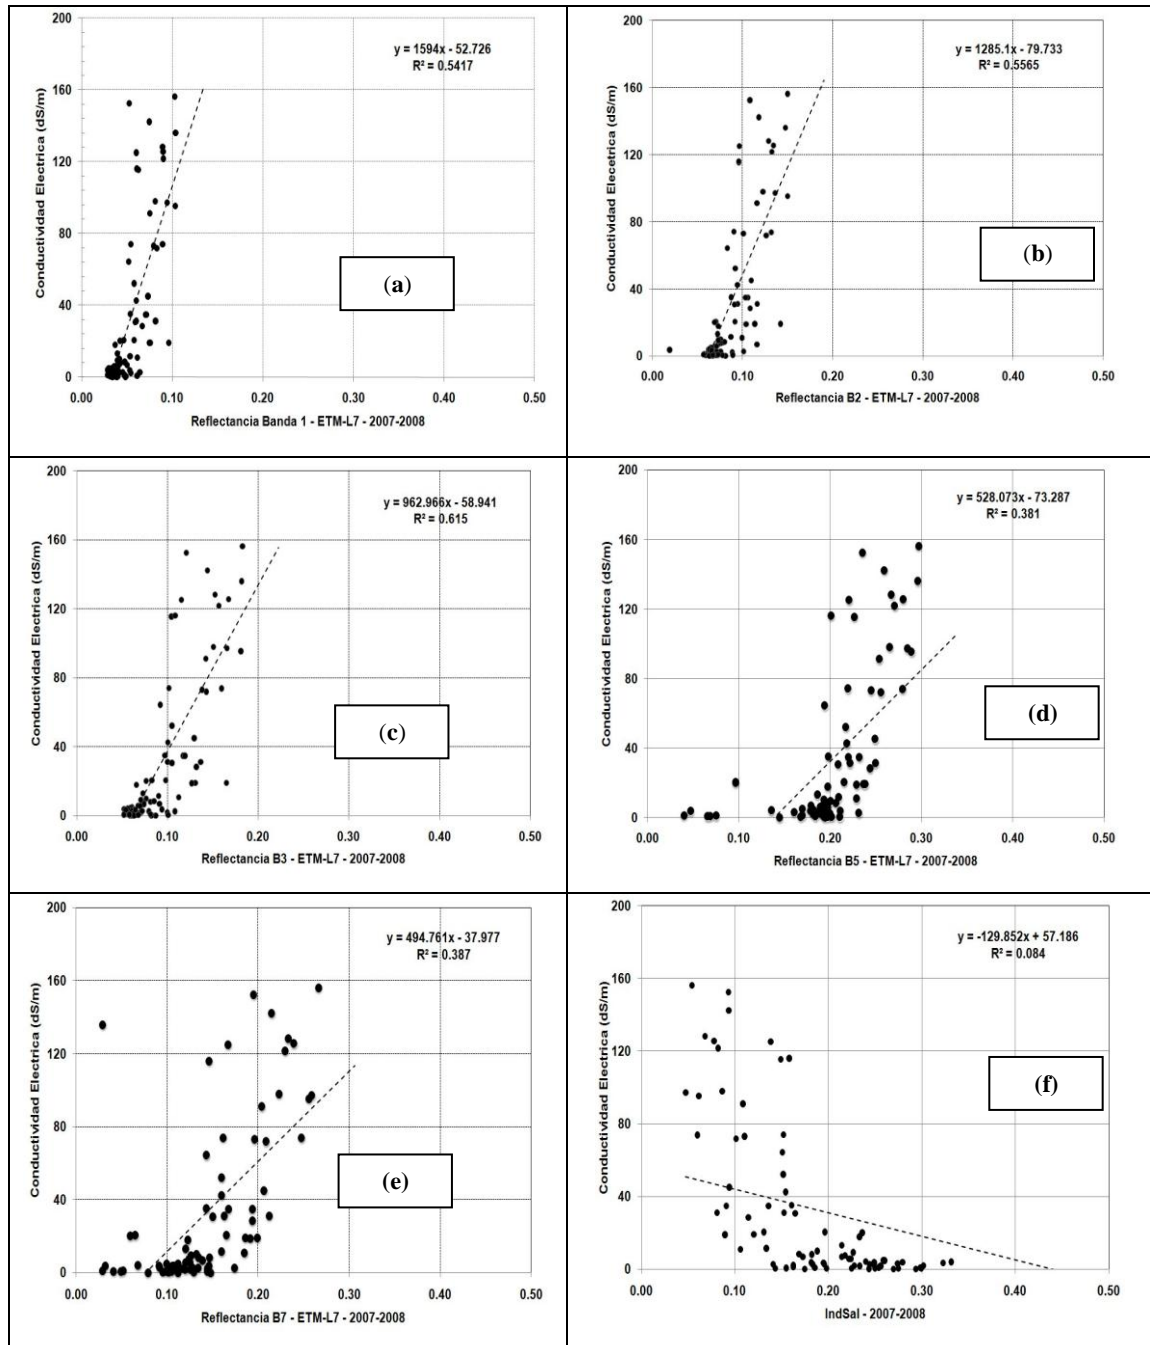 200
160
120
80
40
0
Conductividad Electrica (dS/m)
y = 1594x - 52.726
R² = 0.5417
(a)
0.00 0.10 0.20 0.30 0.40 0.50
Reflectancia Banda 1 - ETM-L7 - 2007-2008
200
160
120
80
40
0
Conductividad Elecetrica (dS/m)
y = 1285.1x - 79.733
R² = 0.5565
(b)
0.00 0.10 0.20 0.30 0.40 0.50
Reflectancia B2 - ETM-L7 - 2007-2008
200
160
120
80
40
0
Conductividad Electrica (dS/m)
y = 962.966x - 58.941
R² = 0.615
(c)
0.00 0.10 0.20 0.30 0.40 0.50
Reflectancia B3 - ETM-L7 - 2007-2008
200
160
120
80
40
0
Conductividad Electrica (dS/m)
y = 528.073x - 73.287
R² = 0.381
(d)
0.00 0.10 0.20 0.30 0.40 0.50
Reflectancia B5 - ETM-L7 - 2007-2008
200
160
120
80
40
0
Conductividad Electrica (dS/m)
y = 494.761x - 37.977
R² = 0.387
(e)
0.00 0.10 0.20 0.30 0.40 0.50
Reflectancia B7 - ETM-L7 - 2007-2008
200
160
120
80
40
0
Conductividad Electrica (dS/m)
y = -129.852x + 57.186
R² = 0.084
(f)
0.00 0.10 0.20 0.30 0.40 0.50
IndSal - 2007-2008